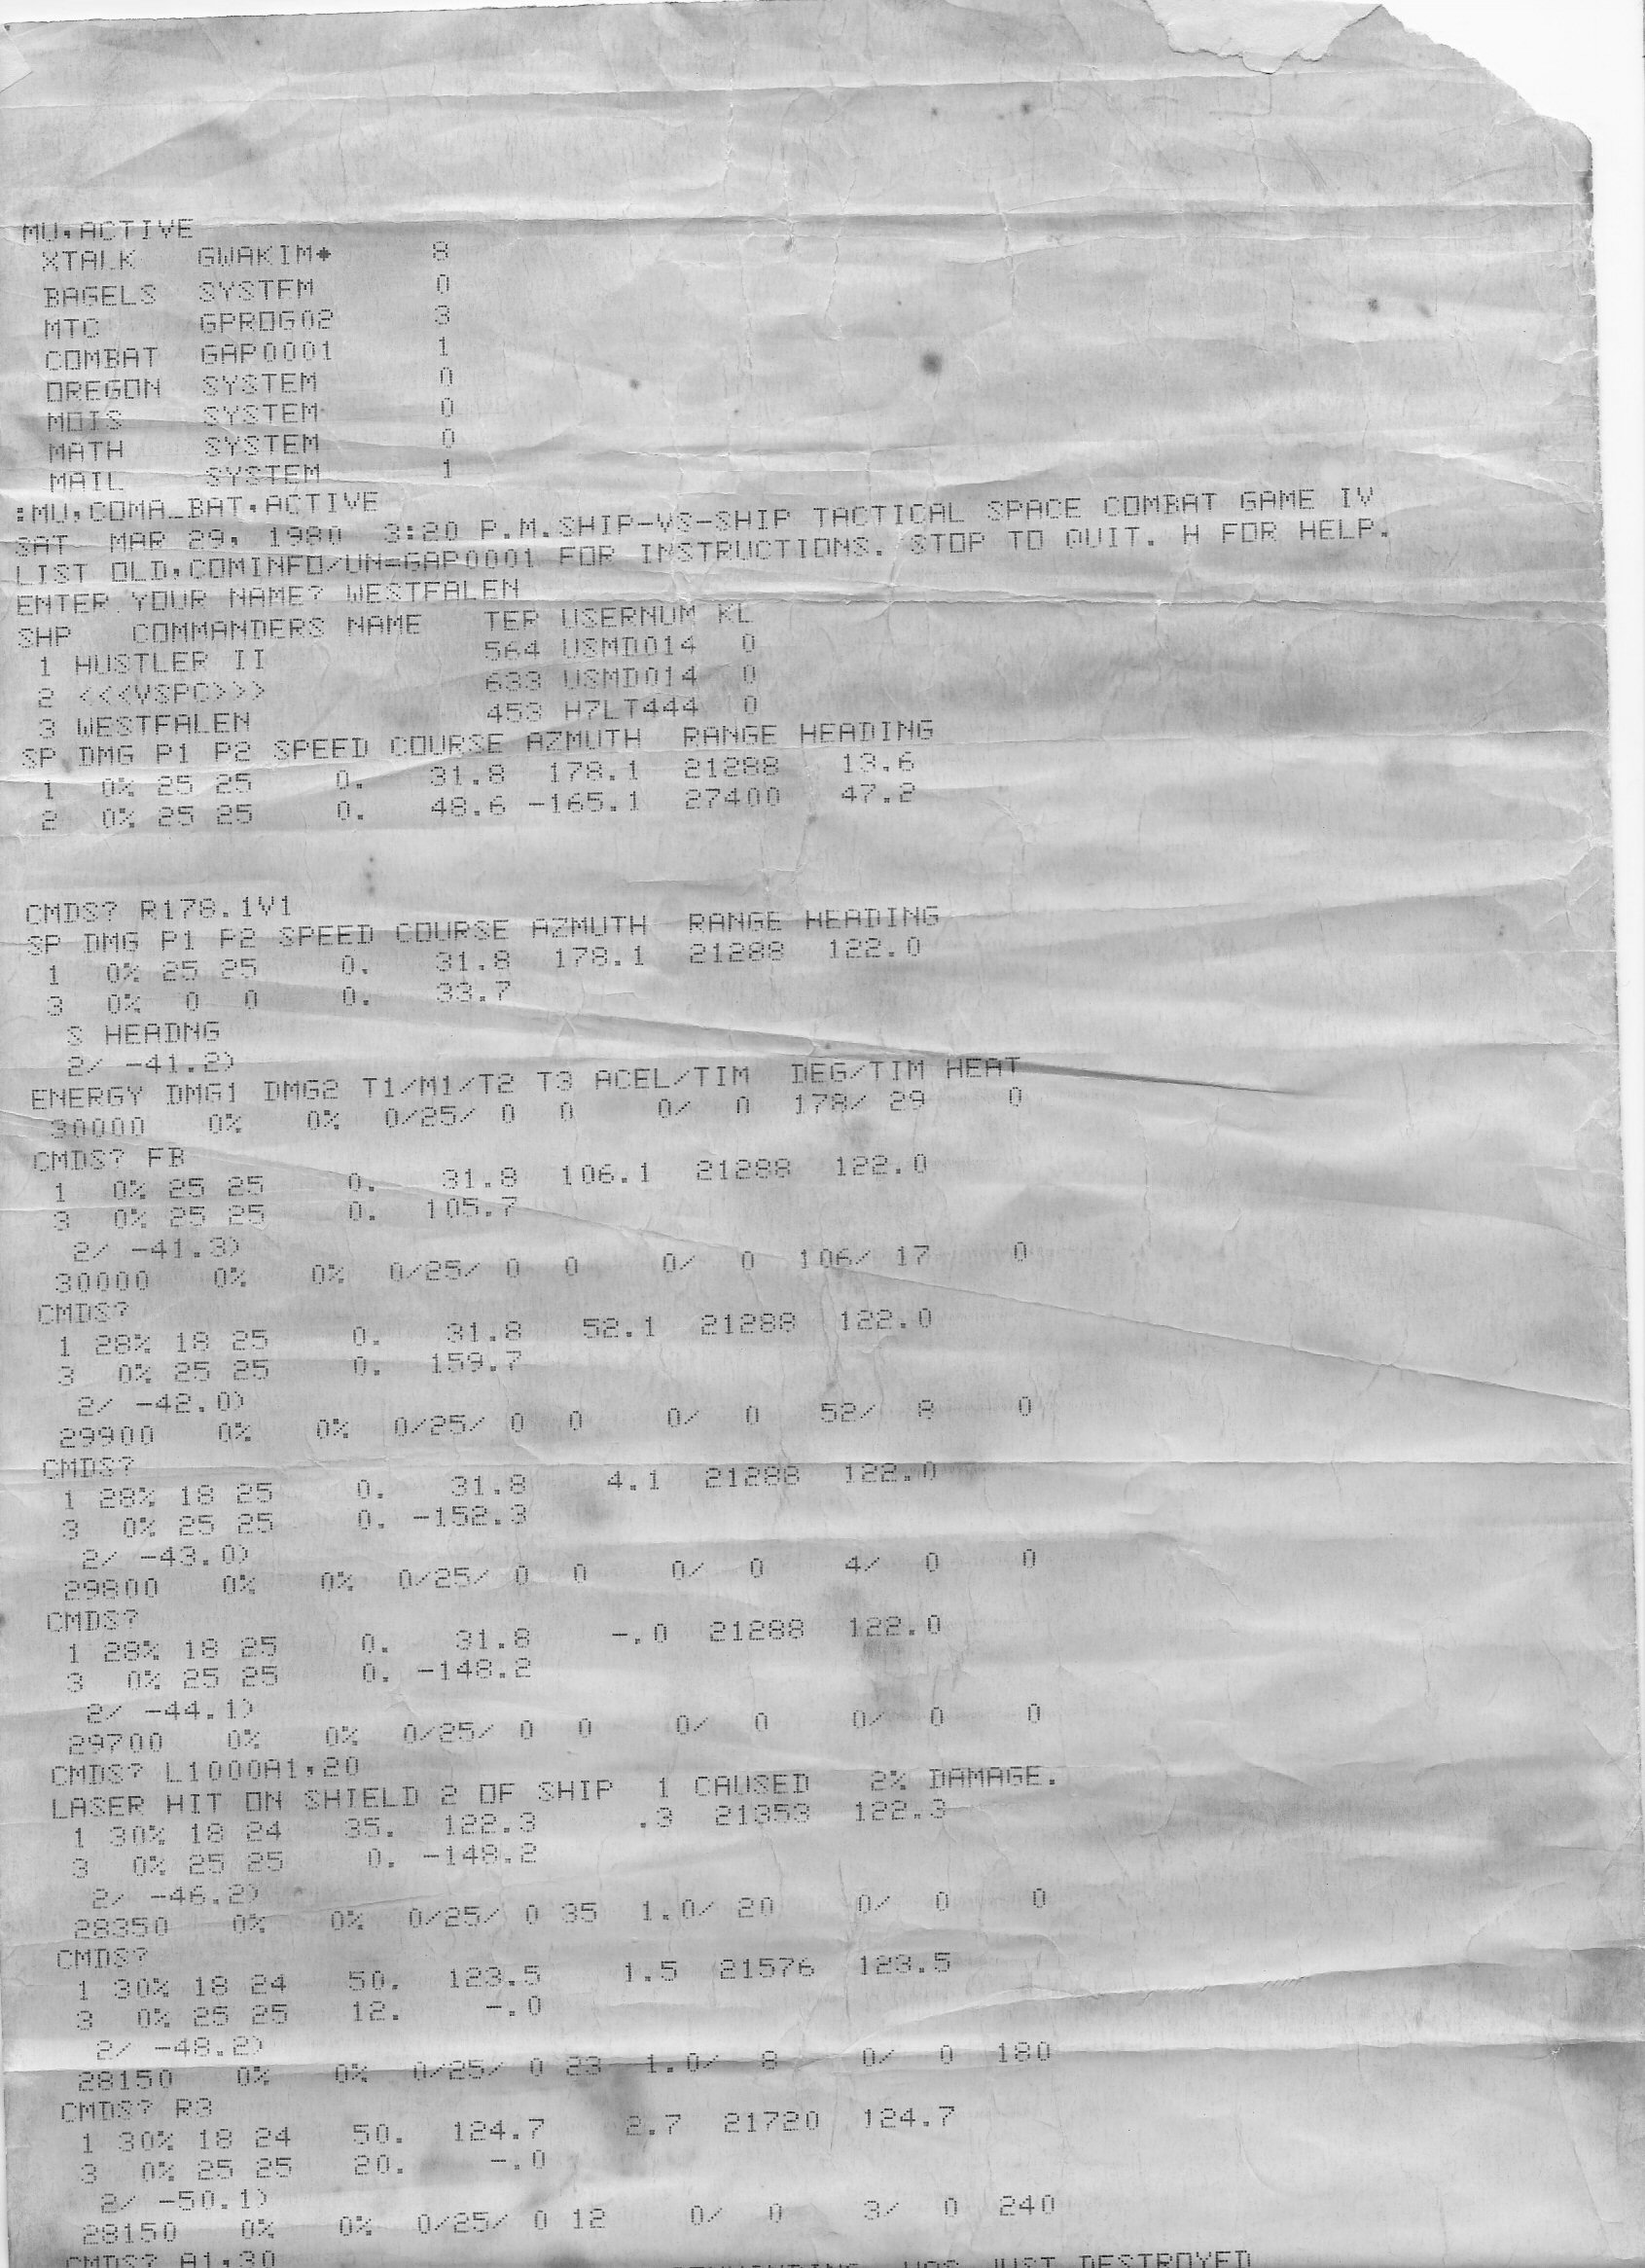 MU,ACTIVE
XTALK GWAKIM* 8
BAGELS SYSTEM 0
MTC GPROG02 3
COMBAT GAP0001 1
OREGON SYSTEM 0
MOIS SYSTEM 0
MATH SYSTEM 0
MAIL SYSTEM 1
:MU,COMA_BAT,ACTIVE
SAT MAR 29, 1980 3:20 P.M.SHIP-VS-SHIP TACTICAL SPACE COMBAT GAME IV
LIST OLD,COMINFO/UN=GAP0001 FOR INSTRUCTIONS. STOP TO QUIT. H FOR HELP.
ENTER YOUR NAME? WESTFALEN
SHP COMMANDERS NAME TER USERNUM KL
1 HUSTLER II 564 USMD014 0
2 <<<VSPC>>> 633 USMD014 0
3 WESTFALEN 453 H7LT444 0
SP DMG P1 P2 SPEED COURSE AZMUTH RANGE HEADING
1 0% 25 25 0. 31.8 178.1 21288 13.6
2 0% 25 25 0. 48.6 -165.1 27400 47.2
CMDS? R178.1V1
SP DMG P1 P2 SPEED COURSE AZMUTH RANGE HEADING
1 0% 25 25 0. 31.8 178.1 21288 122.0
3 0% 0 0 0. 33.7
S HEADNG
2/ -41.2)
ENERGY DMG1 DMG2 T1/M1/T2 T3 ACEL/TIM DEG/TIM HEAT
30000 0% 0% 0/25/ 0 0 0/ 0 178/ 29 0
CMDS? FB
1 0% 25 25 0. 31.8 106.1 21288 122.0
3 0% 25 25 0. 105.7
2/ -41.3)
30000 0% 0% 0/25/ 0 0 0/ 0 106/ 17 0
CMDS?
1 28% 18 25 0. 31.8 52.1 21288 122.0
3 0% 25 25 0. 159.7
2/ -42.0)
29900 0% 0% 0/25/ 0 0 0/ 0 52/ 8 0
CMDS?
1 28% 18 25 0. 31.8 4.1 21288 122.0
3 0% 25 25 0. -152.3
2/ -43.0)
29800 0% 0% 0/25/ 0 0 0/ 0 4/ 0 0
CMDS?
1 28% 18 25 0. 31.8 -.0 21288 122.0
3 0% 25 25 0. -148.2
2/ -44.1)
29700 0% 0% 0/25/ 0 0 0/ 0 0/ 0 0
CMDS? L1000A1,20
LASER HIT ON SHIELD 2 OF SHIP 1 CAUSED 2% DAMAGE.
1 30% 18 24 35. 122.3 .3 21353 122.3
3 0% 25 25 0. -148.2
2/ -46.2)
28350 0% 0% 0/25/ 0 35 1.0/ 20 0/ 0 0
CMDS?
1 30% 18 24 50. 123.5 1.5 21576 123.5
3 0% 25 25 12. -.0
2/ -48.2)
28150 0% 0% 0/25/ 0 23 1.0/ 8 0/ 0 180
CMDS? R3
1 30% 18 24 50. 124.7 2.7 21720 124.7
3 0% 25 25 20. -.0
2/ -50.1)
28150 0% 0% 0/25/ 0 12 0/ 0 3/ 0 240
CMDS? A1,30
WAS JUST DESTROYED